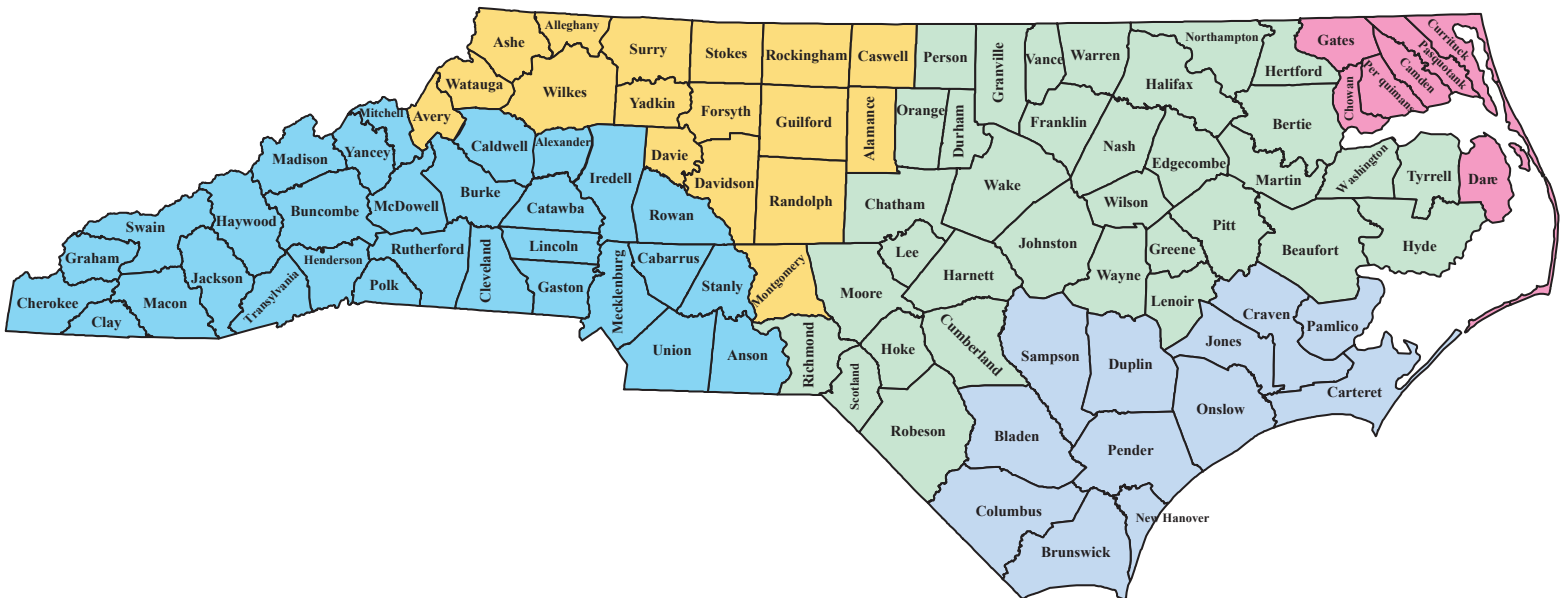 Alleghany
Ashe
Surry
Stokes
Rockingham
Caswell
Person
Granville
Vance
Warren
Northampton
Hertford
Gates
Currituck
Pasquotank
Camden
Perquimans
Chowan
Watauga
Wilkes
Yadkin
Forsyth
Guilford
Alamance
Orange
Durham
Franklin
Halifax
Bertie
Mitchell
Avery
Caldwell
Alexander
Iredell
Davie
Davidson
Randolph
Chatham
Wake
Nash
Edgecombe
Martin
Washington
Tyrrell
Dare
Madison
Yancey
McDowell
Burke
Catawba
Rowan
Wilson
Pitt
Beaufort
Hyde
Swain
Haywood
Buncombe
Rutherford
Lincoln
Cabarrus
Stanly
Montgomery
Moore
Lee
Harnett
Johnston
Greene
Wayne
Lenoir
Graham
Jackson
Henderson
Transylvania
Polk
Cleveland
Gaston
Mecklenburg
Cherokee
Clay
Macon
Union
Anson
Richmond
Scotland
Hoke
Cumberland
Sampson
Duplin
Jones
Craven
Pamlico
Carteret
Onslow
Robeson
Bladen
Pender
Columbus
New Hanover
Brunswick